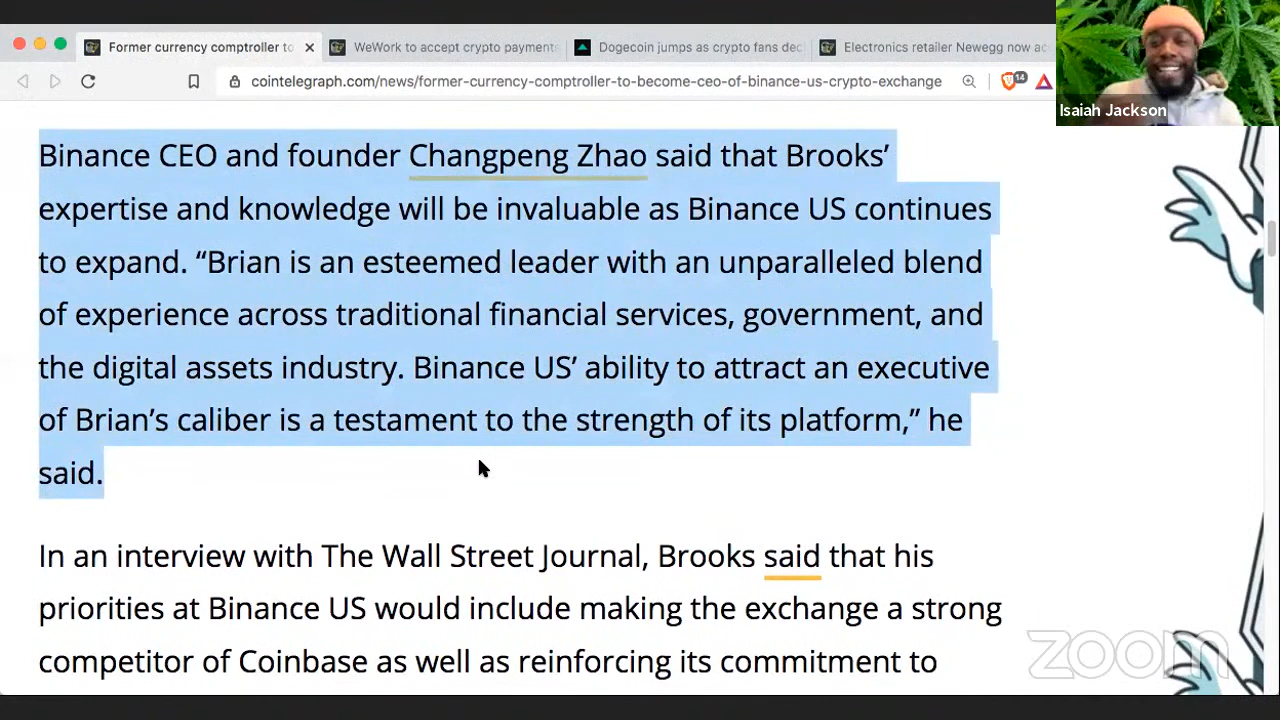 Former currency comptroller to
WeWork to accept crypto payments
Dogecoin jumps as crypto fans dec
Electronics retailer Newegg now ac
cointelegraph.com/news/former-currency-comptroller-to-become-ceo-of-binance-us-crypto-exchange
14
Isaiah Jackson
Binance CEO and founder Changpeng Zhao said that Brooks’
expertise and knowledge will be invaluable as Binance US continues
to expand. “Brian is an esteemed leader with an unparalleled blend
of experience across traditional financial services, government, and
the digital assets industry. Binance US’ ability to attract an executive
of Brian’s caliber is a testament to the strength of its platform,” he
said.
In an interview with The Wall Street Journal, Brooks said that his
priorities at Binance US would include making the exchange a strong
competitor of Coinbase as well as reinforcing its commitment to
zoom